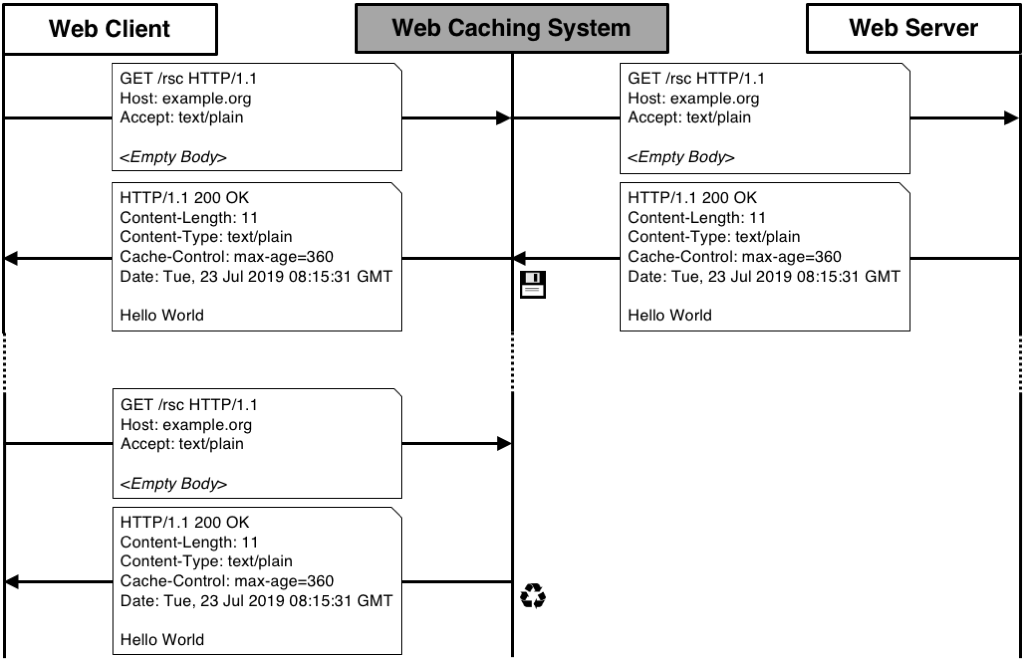 Web Client
Web Caching System
Web Server
GET /rsc HTTP/1.1
Host: example.org
Accept: text/plain
<Empty Body>
GET /rsc HTTP/1.1
Host: example.org
Accept: text/plain
<Empty Body>
HTTP/1.1 200 OK
Content-Length: 11
Content-Type: text/plain
Cache-Control: max-age=360
Date: Tue, 23 Jul 2019 08:15:31 GMT
Hello World
HTTP/1.1 200 OK
Content-Length: 11
Content-Type: text/plain
Cache-Control: max-age=360
Date: Tue, 23 Jul 2019 08:15:31 GMT
Hello World
GET /rsc HTTP/1.1
Host: example.org
Accept: text/plain
<Empty Body>
HTTP/1.1 200 OK
Content-Length: 11
Content-Type: text/plain
Cache-Control: max-age=360
Date: Tue, 23 Jul 2019 08:15:31 GMT
Hello World